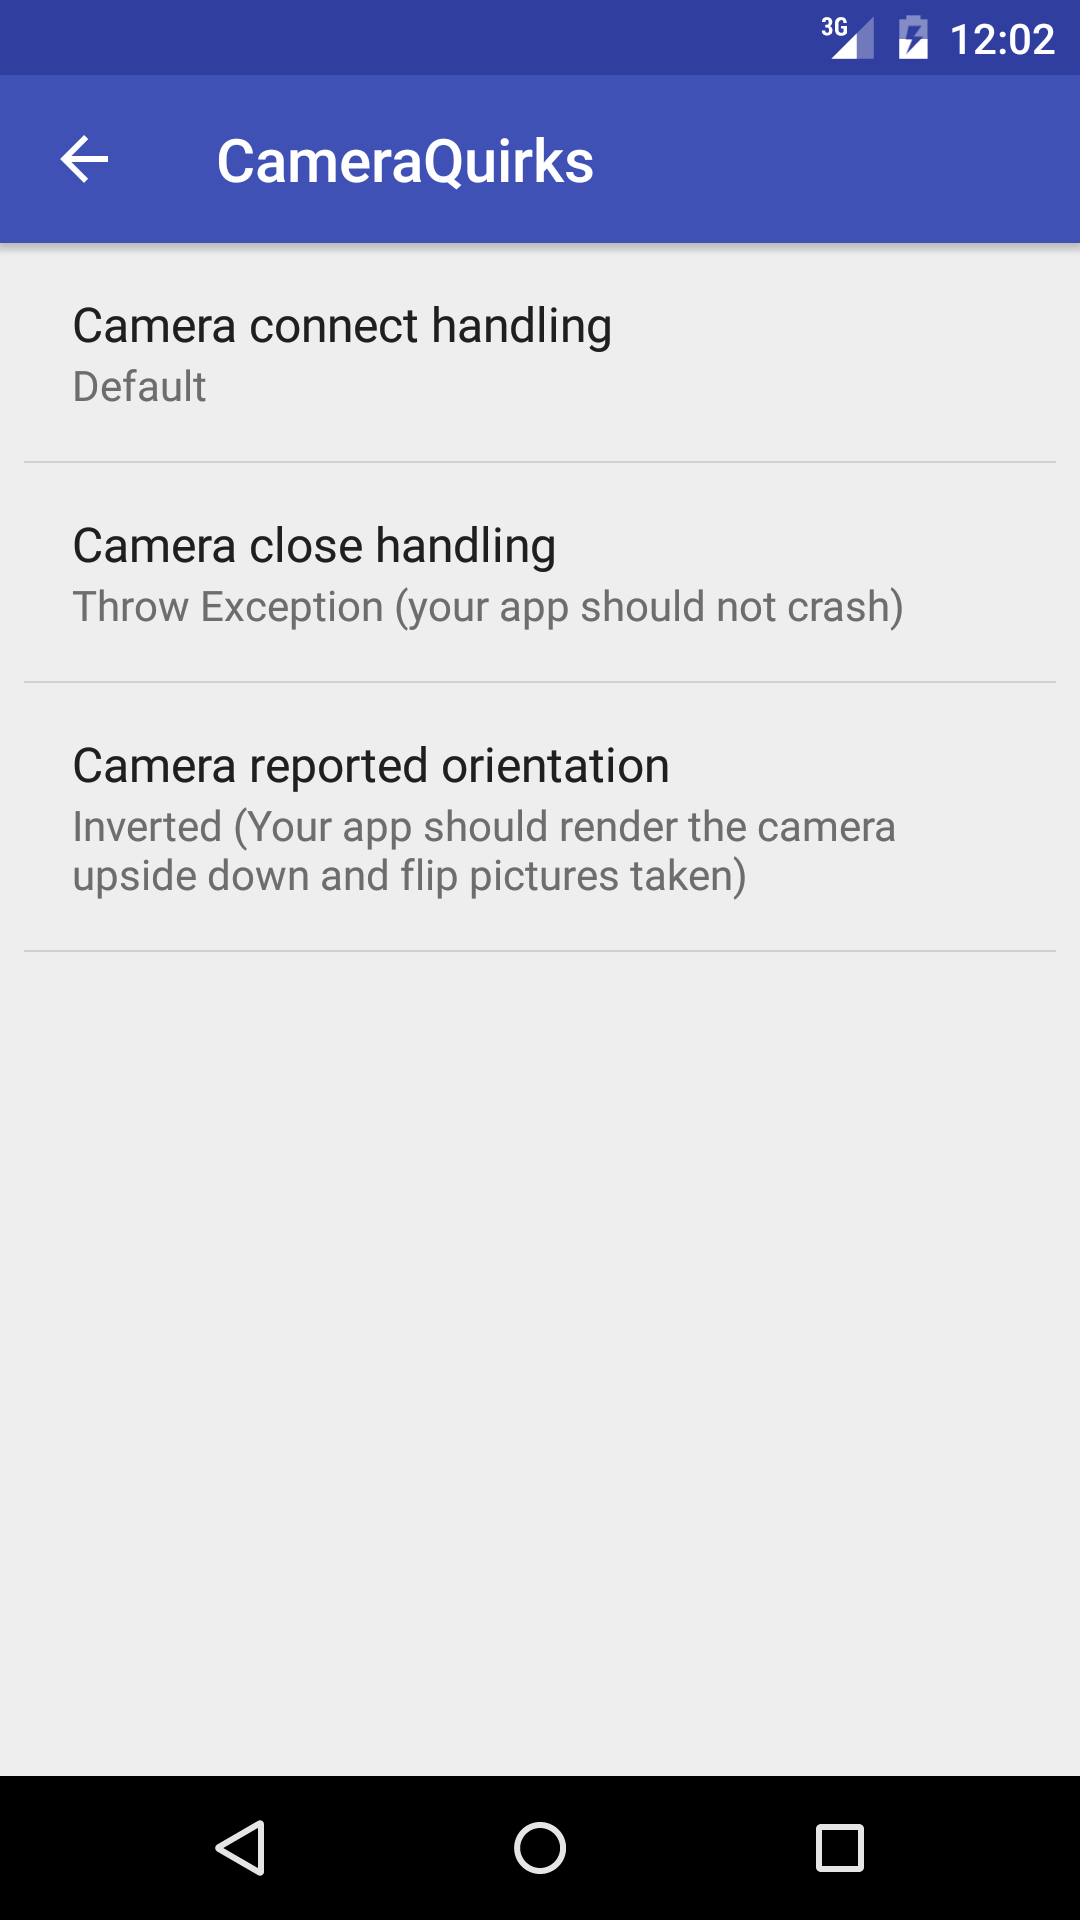 3G 12:02
CameraQuirks
Camera connect handling
Default
Camera close handling
Throw Exception (your app should not crash)
Camera reported orientation
Inverted (Your app should render the camera
upside down and flip pictures taken)